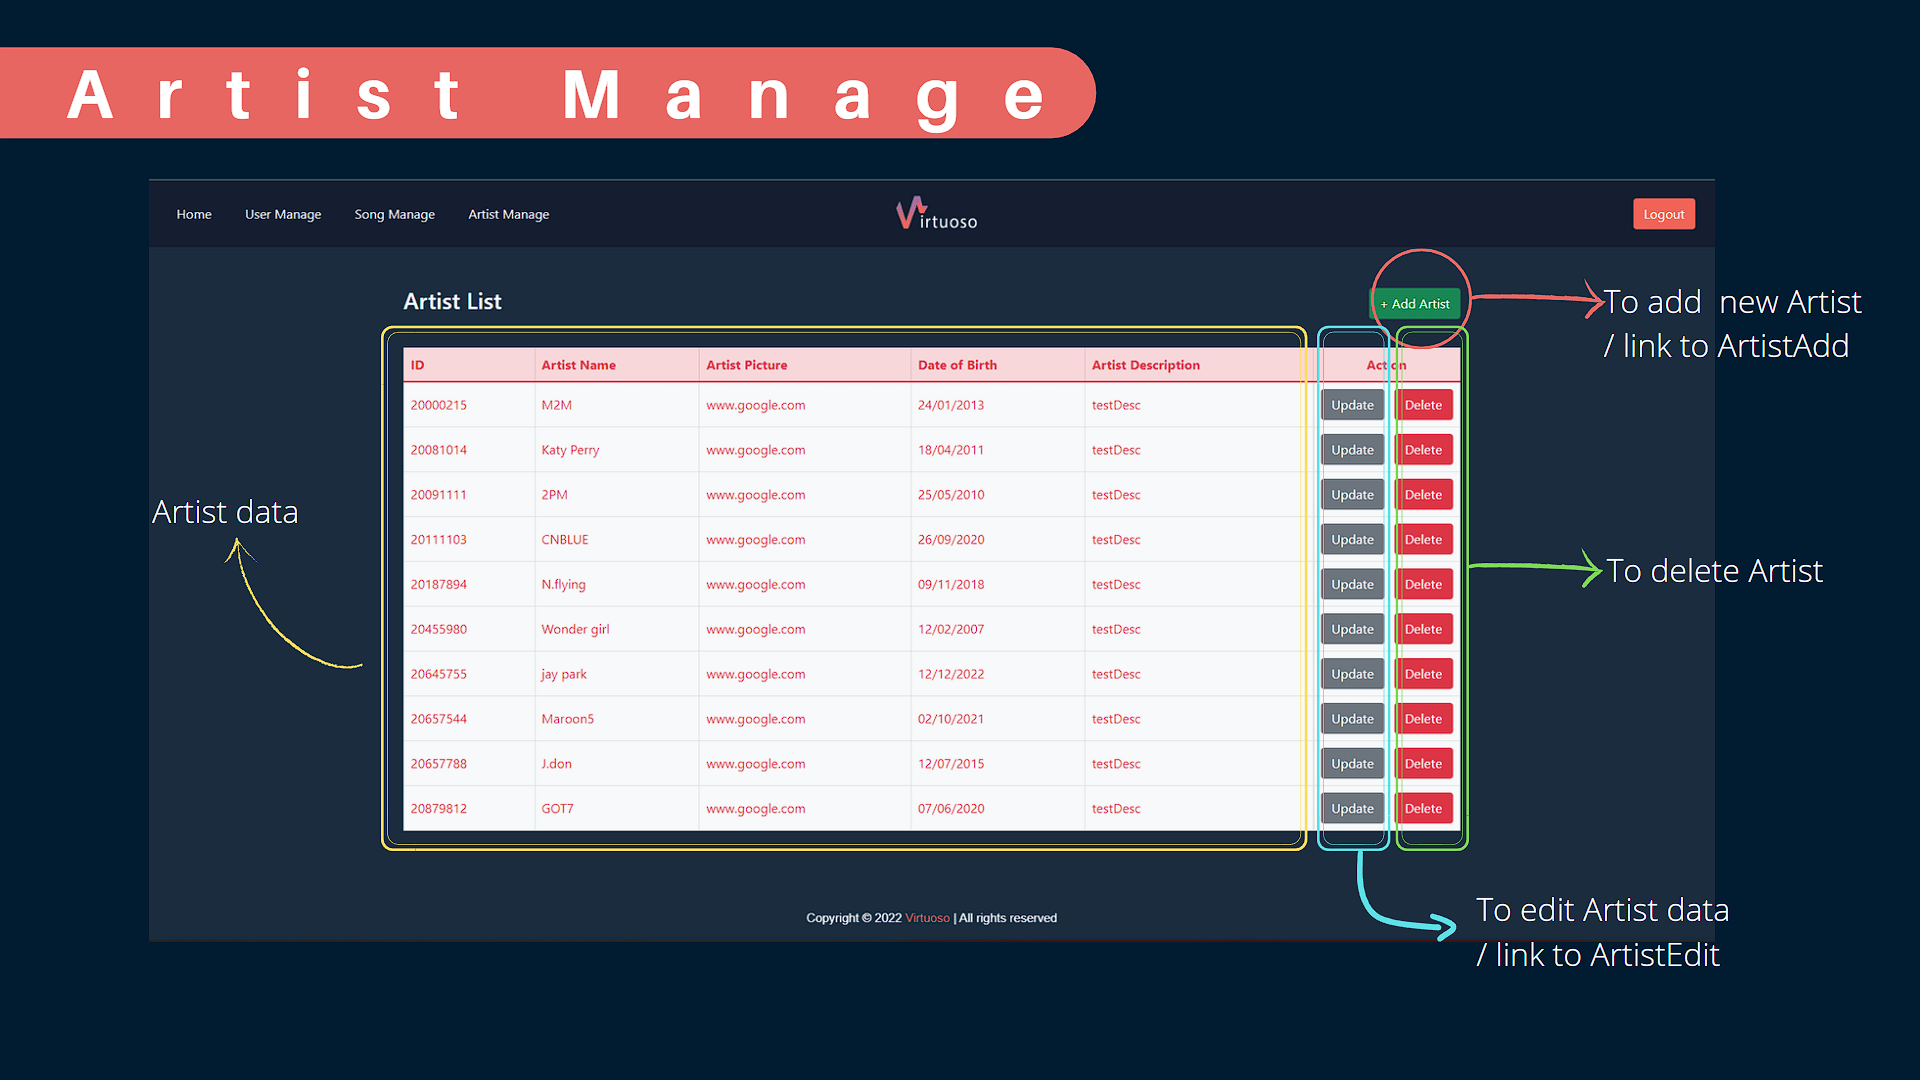 Artist Manage
Home User Manage Song Manage Artist Manage Virtuoso Logout
Artist List + Add Artist
To add new Artist
/ link to ArtistAdd
ID Artist Name Artist Picture Date of Birth Artist Description Action
20000215 M2M www.google.com 24/01/2013 testDesc Update Delete
20081014 Katy Perry www.google.com 18/04/2011 testDesc Update Delete
20091111 2PM www.google.com 25/05/2010 testDesc Update Delete
Artist data
20111103 CNBLUE www.google.com 26/09/2020 testDesc Update Delete
20187894 N.flying www.google.com 09/11/2018 testDesc Update Delete
To delete Artist
20455980 Wonder girl www.google.com 12/02/2007 testDesc Update Delete
20645755 jay park www.google.com 12/12/2022 testDesc Update Delete
20657544 Maroon5 www.google.com 02/10/2021 testDesc Update Delete
20657788 J.don www.google.com 12/07/2015 testDesc Update Delete
20879812 GOT7 www.google.com 07/06/2020 testDesc Update Delete
Copyright © 2022 Virtuoso | All rights reserved
To edit Artist data
/ link to ArtistEdit